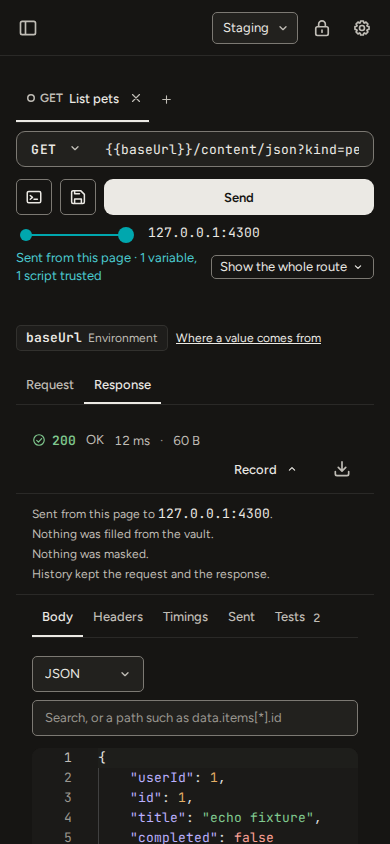 Staging
GET List pets
GET {{baseUrl}}/content/json?kind=pe
Send
127.0.0.1:4300
Sent from this page · 1 variable,
1 script trusted
Show the whole route
baseUrl Environment Where a value comes from
Request Response
200 OK 12 ms · 60 B
Record
Sent from this page to 127.0.0.1:4300.
Nothing was filled from the vault.
Nothing was masked.
History kept the request and the response.
Body Headers Timings Sent Tests 2
JSON
Search, or a path such as data.items[*].id
1 {
2 "userId": 1,
3 "id": 1,
4 "title": "echo fixture",
5 "completed": false